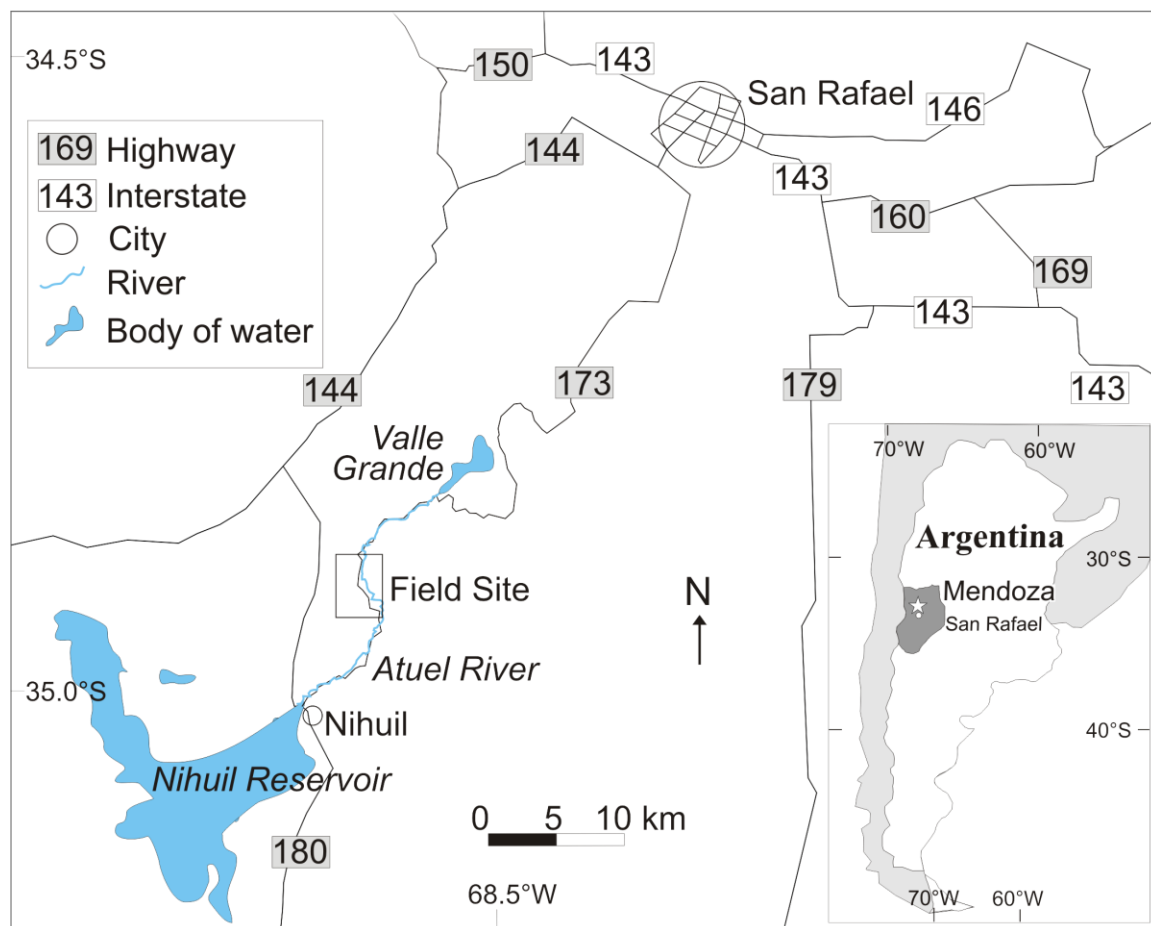 34.5°S
150
143
San Rafael
146
169 Highway
143 Interstate
City
River
Body of water
144
143
160
169
143
144
173
179
143
Valle
Grande
70°W
60°W
Argentina
30°S
Mendoza
San Rafael
Field Site
N
Atuel River
35.0°S
Nihuil
40°S
Nihuil Reservoir
0 5 10 km
180
68.5°W
70°W
60°W